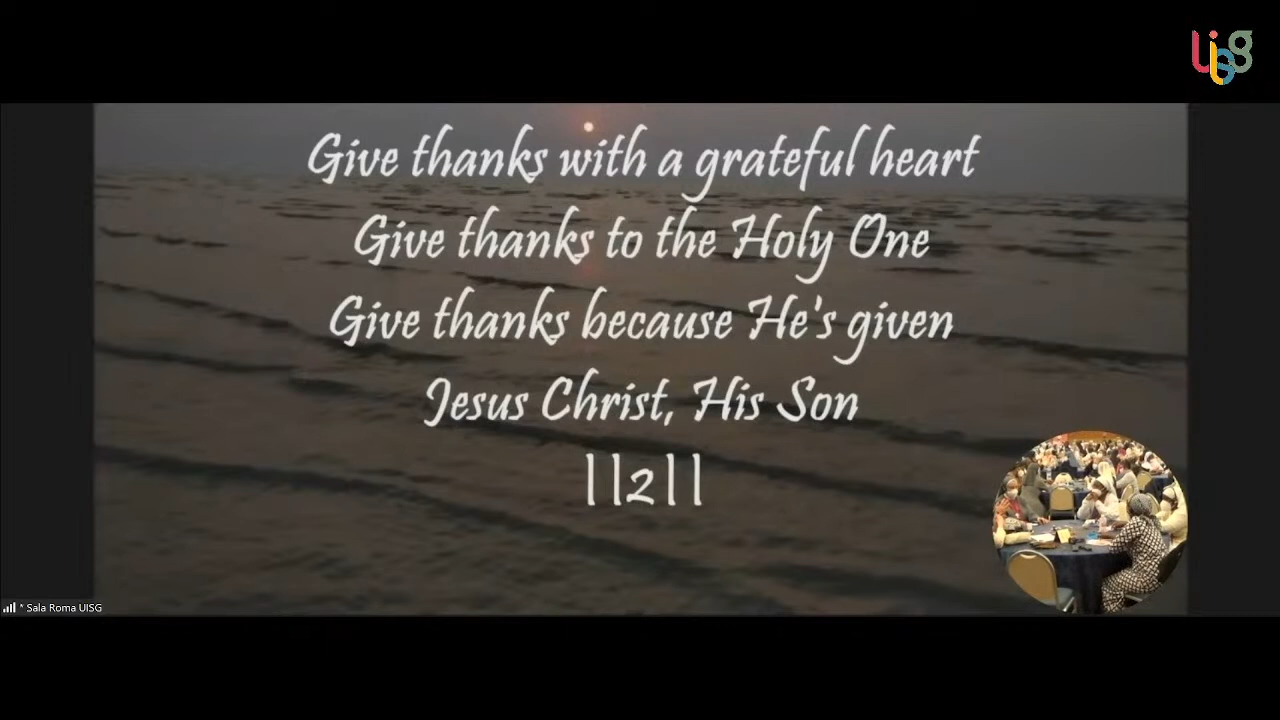 uisg
Give thanks with a grateful heart
Give thanks to the Holy One
Give thanks because He's given
Jesus Christ, His Son
||2||
* Sala Roma UISG